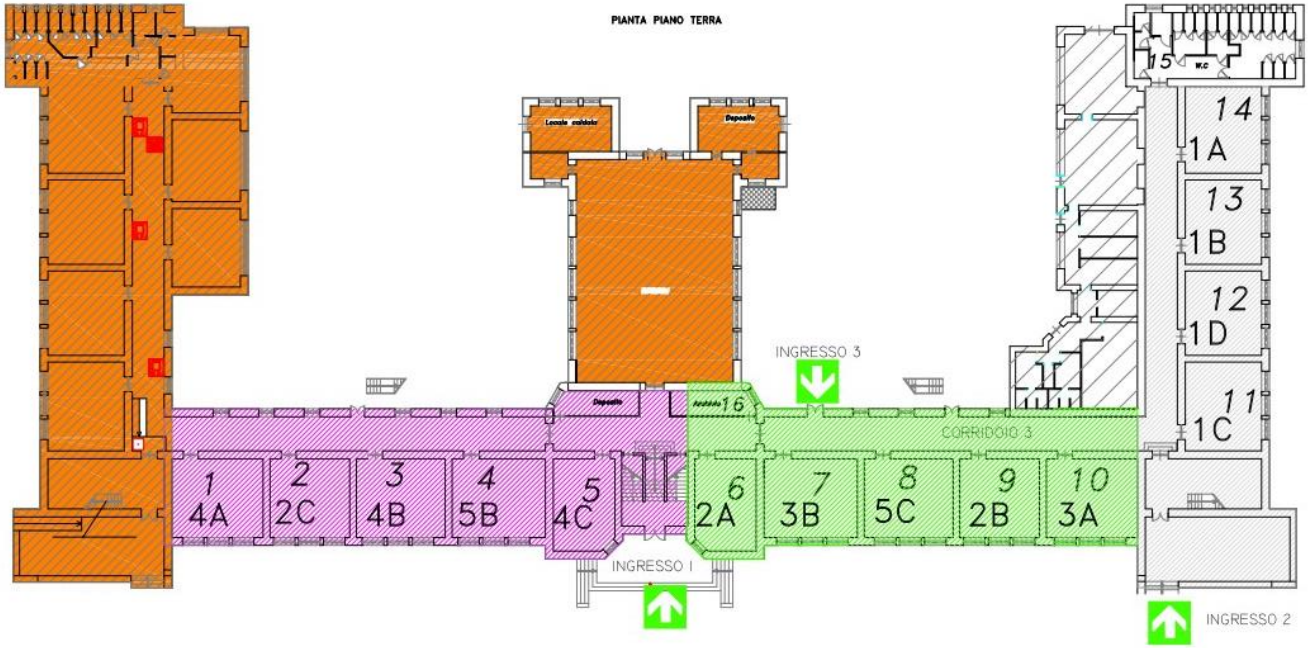 PIANTA PIANO TERRA
15
W.C
Locale caldaia
Deposito
14
1A
13
1B
12
1D
11
1C
INGRESSO 3
Deposito
16
CORRIDOIO 3
1
4A
2
2C
3
4B
4
5B
5
4C
6
2A
7
3B
8
5C
9
2B
10
3A
INGRESSO 1
INGRESSO 2